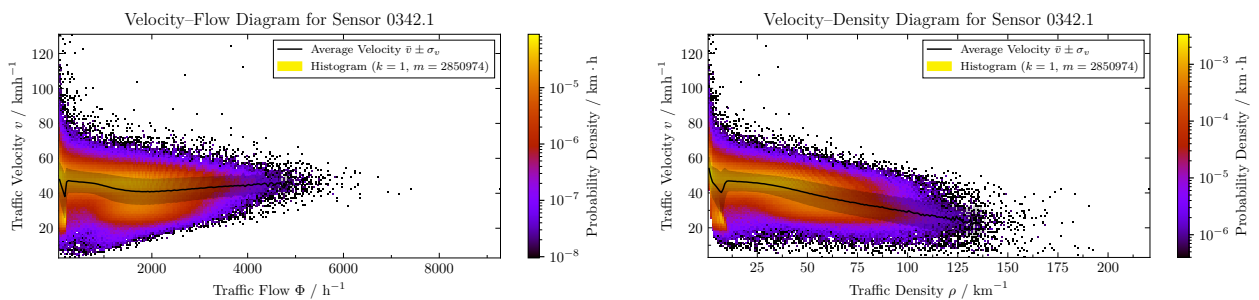 Velocity–Flow Diagram for Sensor 0342.1
Average Velocity v̄ ± σ_v
Histogram (k = 1, m = 2850974)
Traffic Velocity v / kmh⁻¹
120
100
80
60
40
20
2000
4000
6000
8000
Traffic Flow Φ / h⁻¹
10⁻⁵
10⁻⁶
10⁻⁷
10⁻⁸
Probability Density / km · h
Velocity–Density Diagram for Sensor 0342.1
Average Velocity v̄ ± σ_v
Histogram (k = 1, m = 2850974)
Traffic Velocity v / kmh⁻¹
120
100
80
60
40
20
25
50
75
100
125
150
175
200
Traffic Density ρ / km⁻¹
10⁻³
10⁻⁴
10⁻⁵
10⁻⁶
Probability Density / km · h